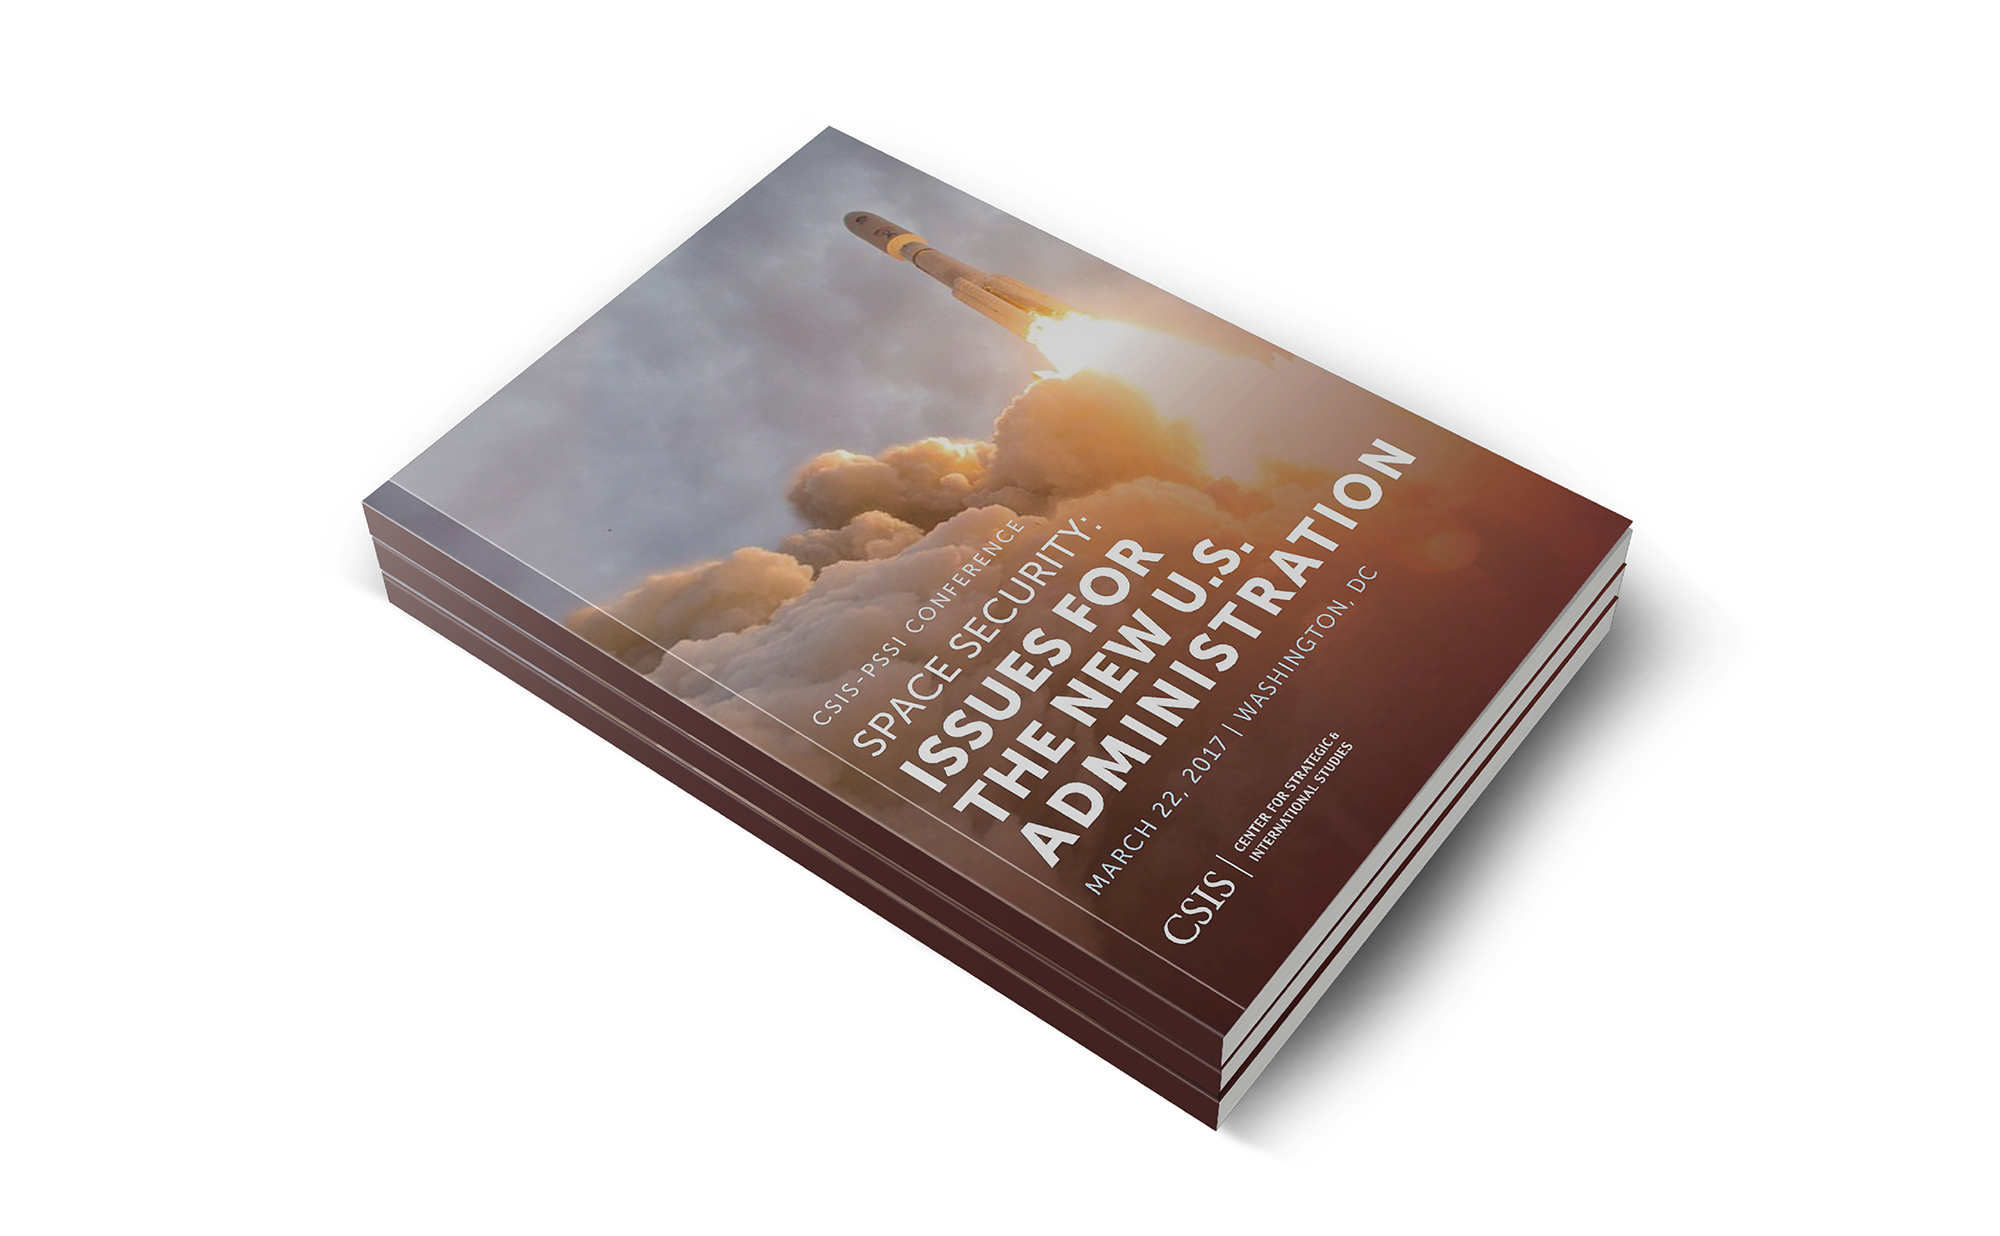 CSIS-PSSI CONFERENCE
SPACE SECURITY:
ISSUES FOR
THE NEW U.S.
ADMINISTRATION
MARCH 22, 2017 | WASHINGTON, DC
CSIS | CENTER FOR STRATEGIC &
INTERNATIONAL STUDIES